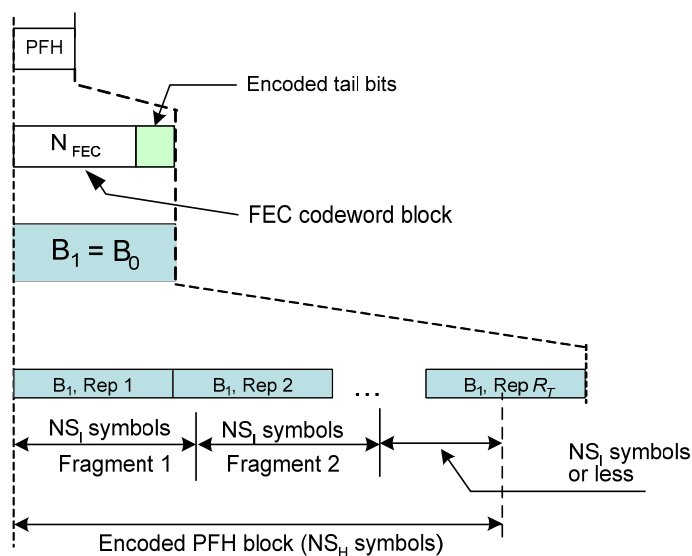 PFH
Encoded tail bits
N FEC
FEC codeword block
B1 = B0
B1, Rep 1
B1, Rep 2
...
B1, Rep RT
NSI symbols
Fragment 1
NSI symbols
Fragment 2
NSI symbols
or less
Encoded PFH block (NSH symbols)